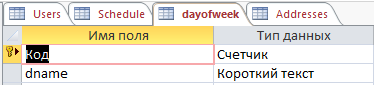 Users Schedule dayofweek Addresses
Имя поля Тип данных
Код Счетчик
dname Короткий текст